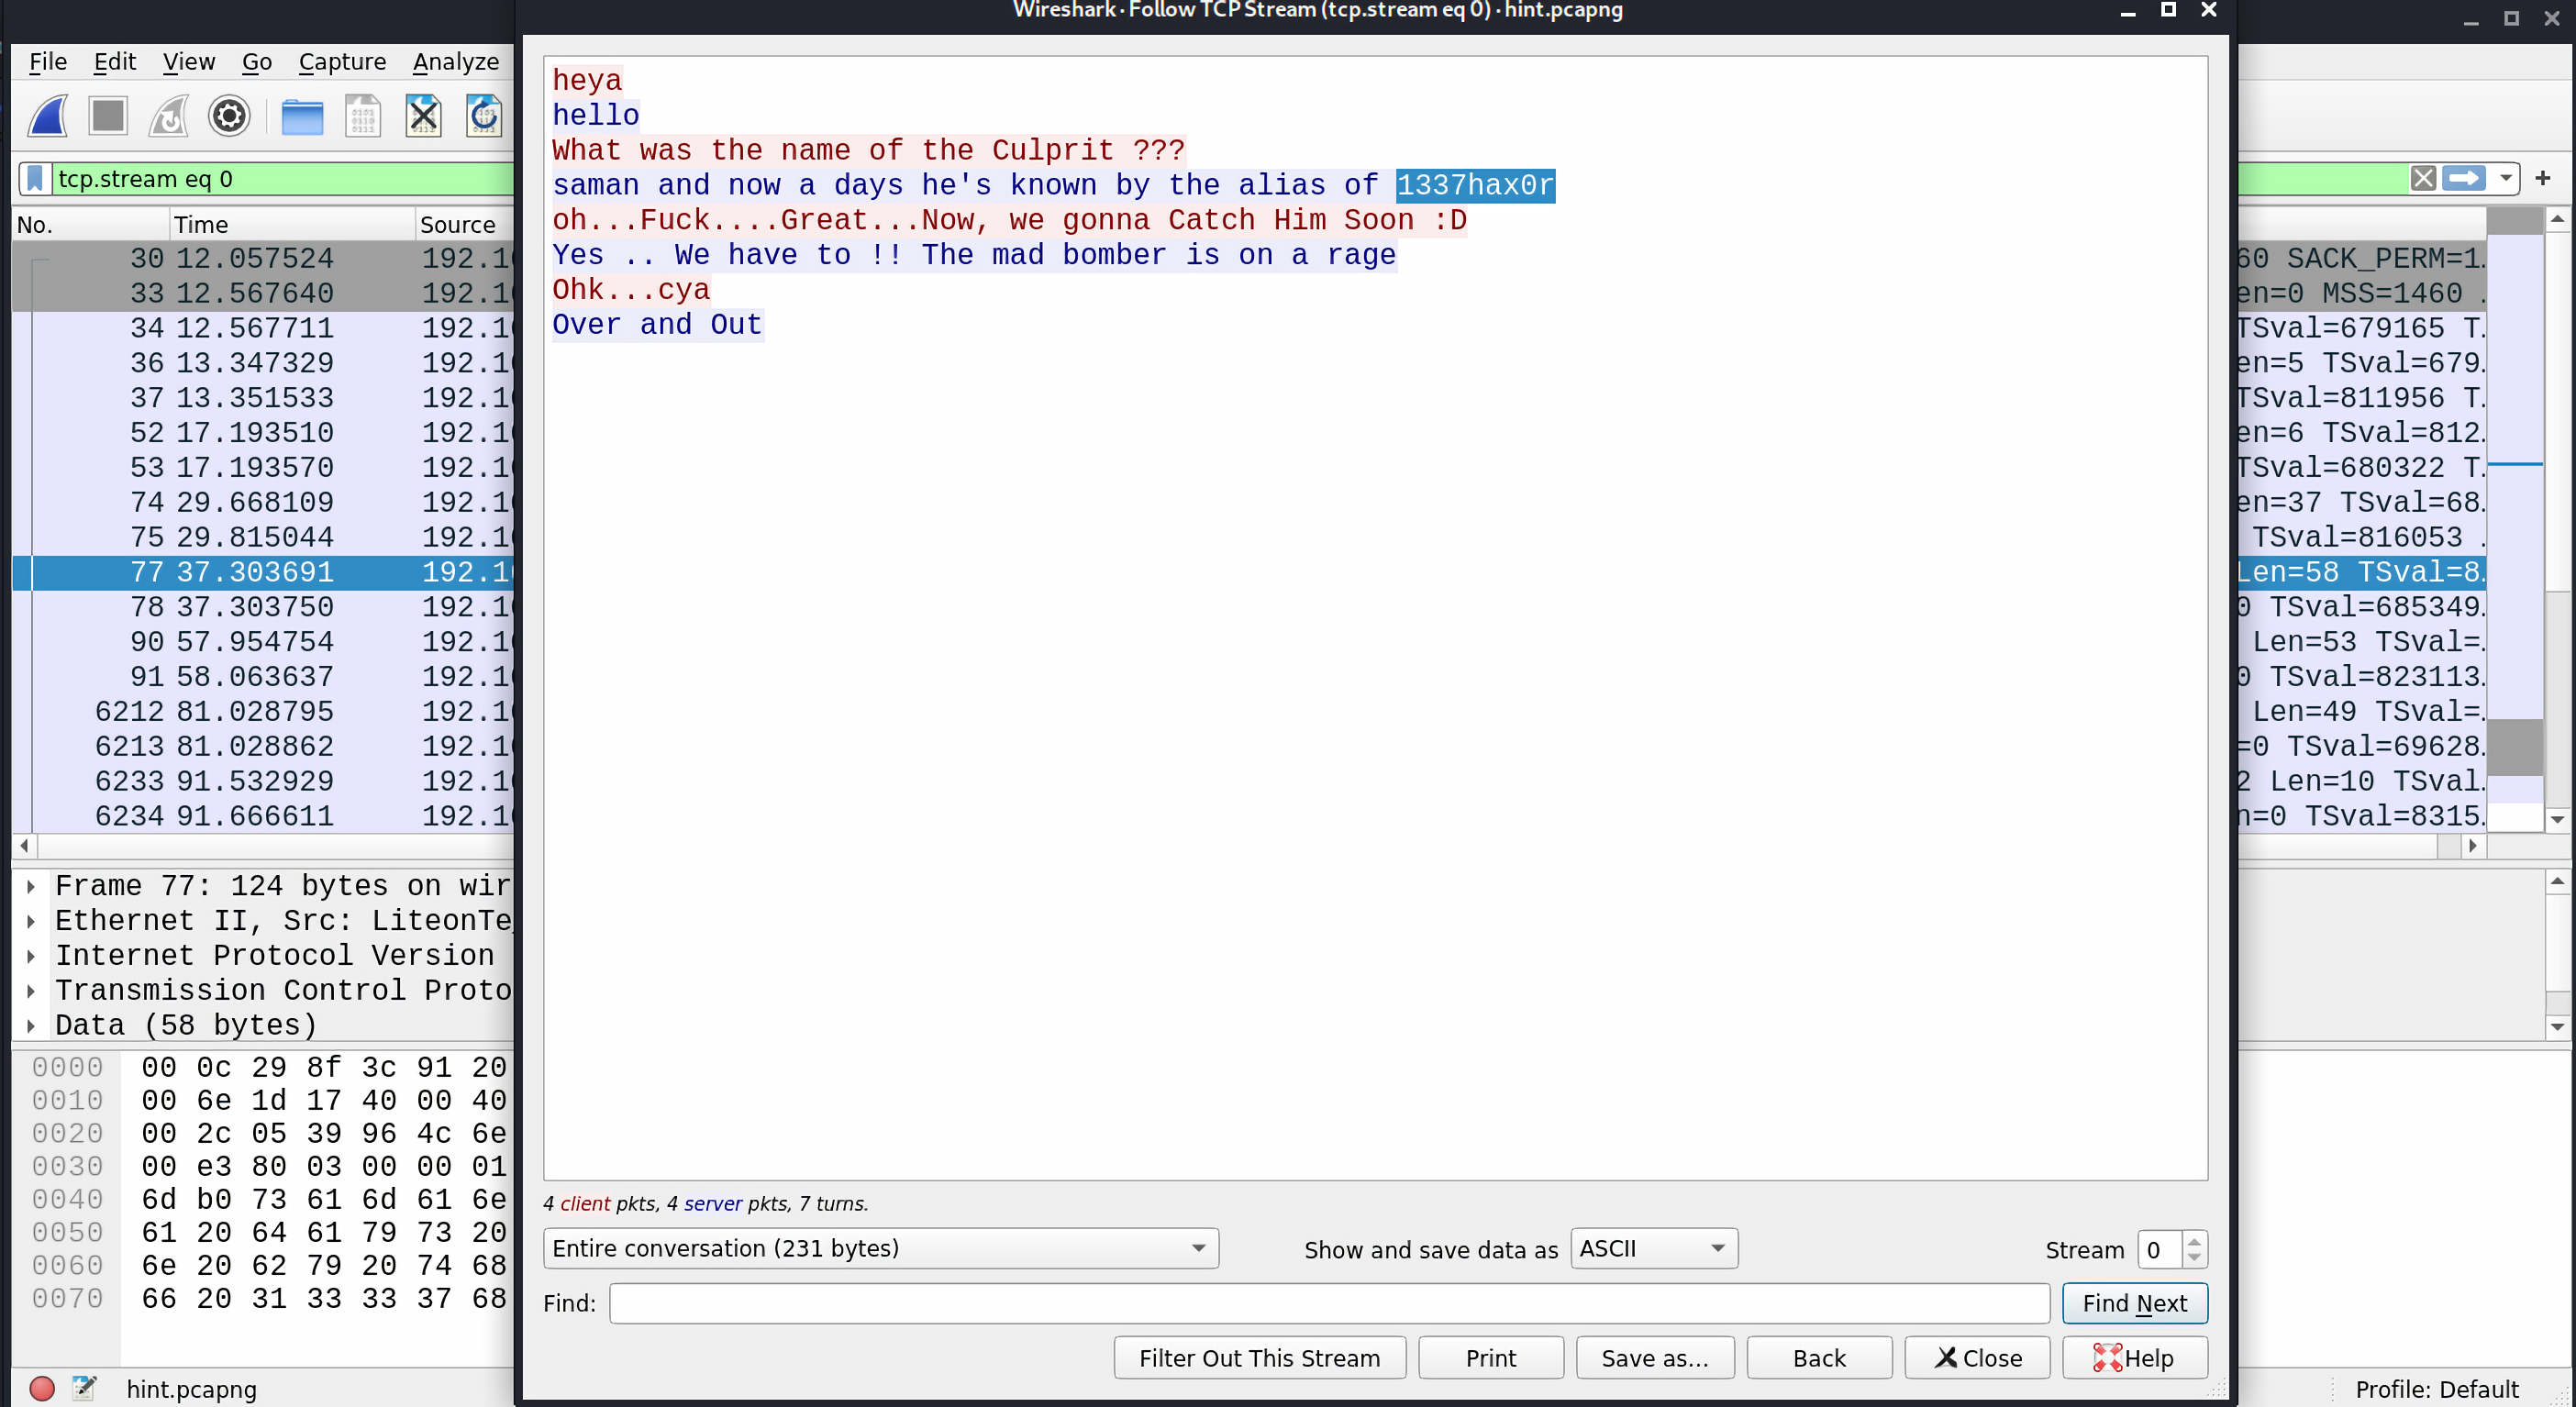 Wireshark · Follow TCP Stream (tcp.stream eq 0) · hint.pcapng
File Edit View Go Capture Analyze
tcp.stream eq 0
No. Time Source
30 12.057524 192.1
33 12.567640 192.1
34 12.567711 192.1
36 13.347329 192.1
37 13.351533 192.1
52 17.193510 192.1
53 17.193570 192.1
74 29.668109 192.1
75 29.815044 192.1
77 37.303691 192.1
78 37.303750 192.1
90 57.954754 192.1
91 58.063637 192.1
6212 81.028795 192.1
6213 81.028862 192.1
6233 91.532929 192.1
6234 91.666611 192.1
Frame 77: 124 bytes on wir
Ethernet II, Src: LiteonTe
Internet Protocol Version
Transmission Control Proto
Data (58 bytes)
0000 00 0c 29 8f 3c 91 20
0010 00 6e 1d 17 40 00 40
0020 00 2c 05 39 96 4c 6e
0030 00 e3 80 03 00 00 01
0040 6d b0 73 61 6d 61 6e
0050 61 20 64 61 79 73 20
0060 6e 20 62 79 20 74 68
0070 66 20 31 33 33 37 68
hint.pcapng
heya
hello
What was the name of the Culprit ???
saman and now a days he's known by the alias of 1337hax0r
oh...Fuck....Great...Now, we gonna Catch Him Soon :D
Yes .. We have to !! The mad bomber is on a rage
Ohk...cya
Over and Out
4 client pkts, 4 server pkts, 7 turns.
Entire conversation (231 bytes)
Show and save data as ASCII
Stream 0
Find:
Find Next
Filter Out This Stream
Print
Save as…
Back
Close
Help
60 SACK_PERM=1.
en=0 MSS=1460 .
TSval=679165 T.
en=5 TSval=679.
TSval=811956 T.
en=6 TSval=812.
TSval=680322 T.
en=37 TSval=68.
TSval=816053 .
Len=58 TSval=8.
0 TSval=685349.
Len=53 TSval=.
0 TSval=823113.
Len=49 TSval=.
=0 TSval=69628.
2 Len=10 TSval.
n=0 TSval=8315.
Profile: Default